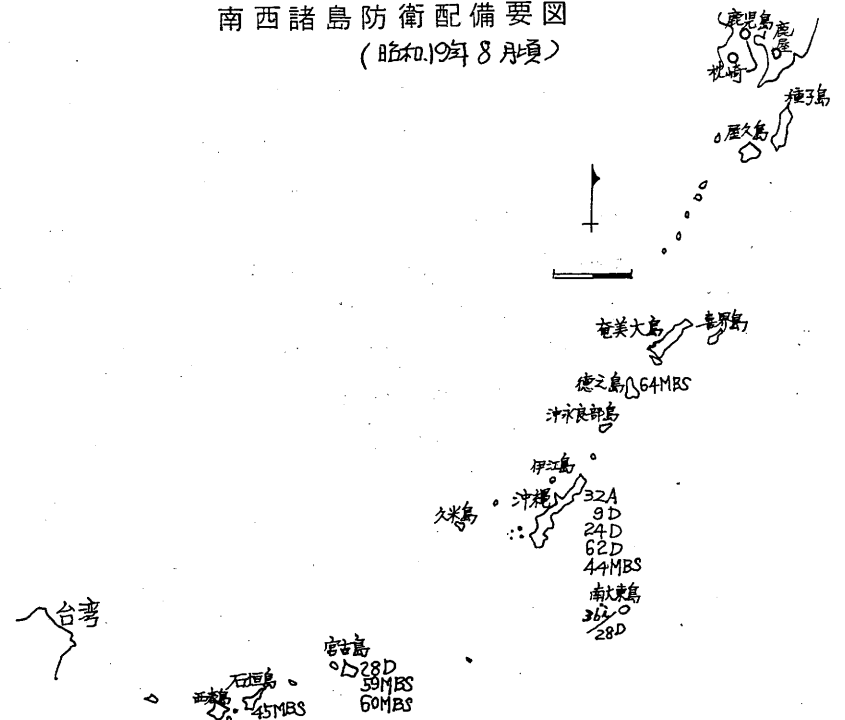 南西諸島防衛配備要図
(昭和19年8月頃)
鹿児島
鹿屋
枕崎
種子島
屋久島
奄美大島
喜界島
徳之島 64MBS
沖永良部島
伊江島
沖縄
32A
9D
24D
62D
44MBS
久米島
南大東島
36i/28D
台湾
宮古島
28D
59MBS
60MBS
石垣島
西表島
45MBS